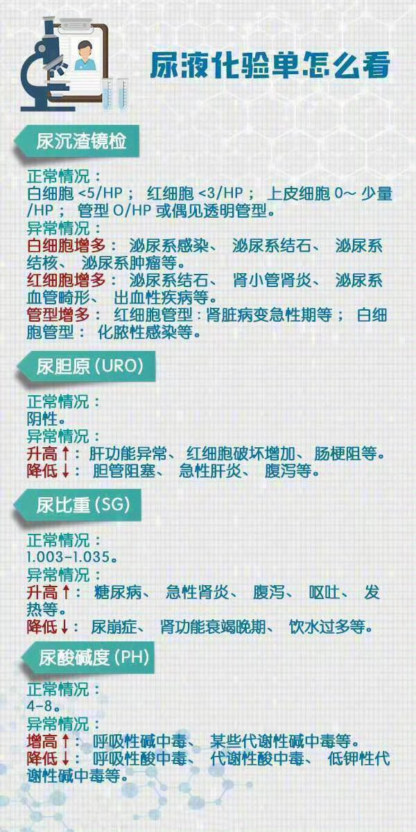 尿液化验单怎么看
尿沉渣镜检
正常情况：
白细胞 <5/HP； 红细胞 <3/HP； 上皮细胞 0～ 少量
/HP； 管型 0/HP 或偶见透明管型。
异常情况：
白细胞增多： 泌尿系感染、 泌尿系结石、 泌尿系
结核、 泌尿系肿瘤等。
红细胞增多： 泌尿系结石、 肾小管肾炎、 泌尿系
血管畸形、 出血性疾病等。
管型增多： 红细胞管型：肾脏病变急性期等； 白细
胞管型： 化脓性感染等。
尿胆原 (URO)
正常情况：
阴性。
异常情况：
升高↑： 肝功能异常、 红细胞破坏增加、 肠梗阻等。
降低↓： 胆管阻塞、 急性肝炎、 腹泻等。
尿比重 (SG)
正常情况：
1.003-1.035。
异常情况：
升高↑： 糖尿病、 急性肾炎、 腹泻、 呕吐、 发
热等。
降低↓： 尿崩症、 肾功能衰竭晚期、 饮水过多等。
尿酸碱度 (PH)
正常情况：
4-8。
异常情况：
增高↑： 呼吸性碱中毒、 某些代谢性碱中毒等。
降低↓： 呼吸性酸中毒、 代谢性酸中毒、 低钾性代
谢性碱中毒等。